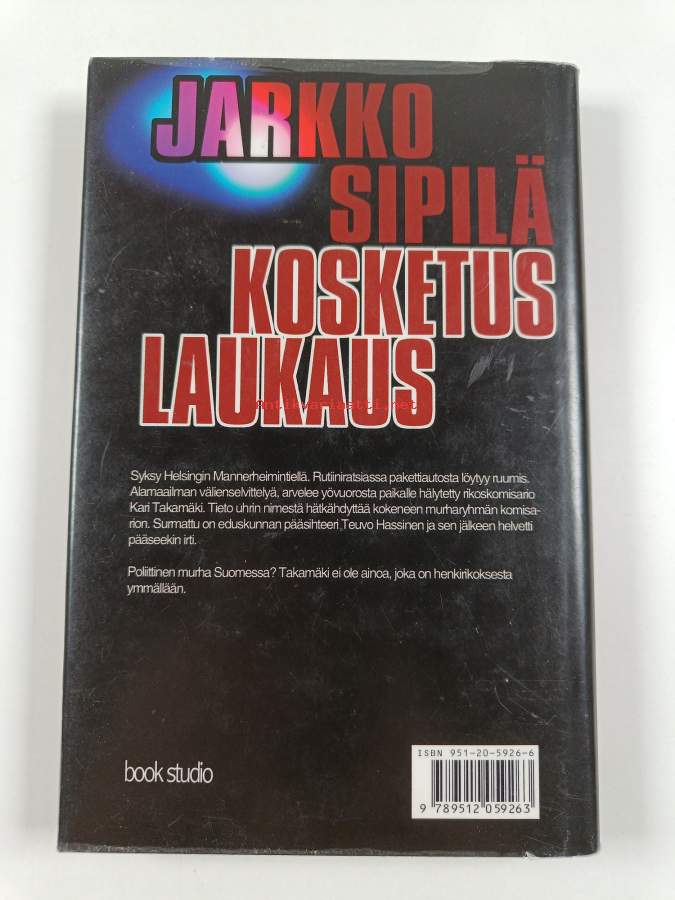 JARKKO
SIPILÄ
KOSKETUS
LAUKAUS
Antikvariaatti.net
Syksy Helsingin Mannerheimintiellä. Rutiiniratsiassa pakettiautosta löytyy ruumis.
Alamaailman välienselvittelyä, arvelee yövuorosta paikalle hälytetty rikoskomisario
Kari Takamäki. Tieto uhrin nimestä hätkähdyttää kokeneen murharyhmän komisa-
rion. Surmattu on eduskunnan pääsihteeri Teuvo Hassinen ja sen jälkeen helvetti
pääseekin irti.
Poliittinen murha Suomessa? Takamäki ei ole ainoa, joka on henkirikoksesta
ymmällään.
ISBN 951-20-5926-6
book studio
9 789512 059263